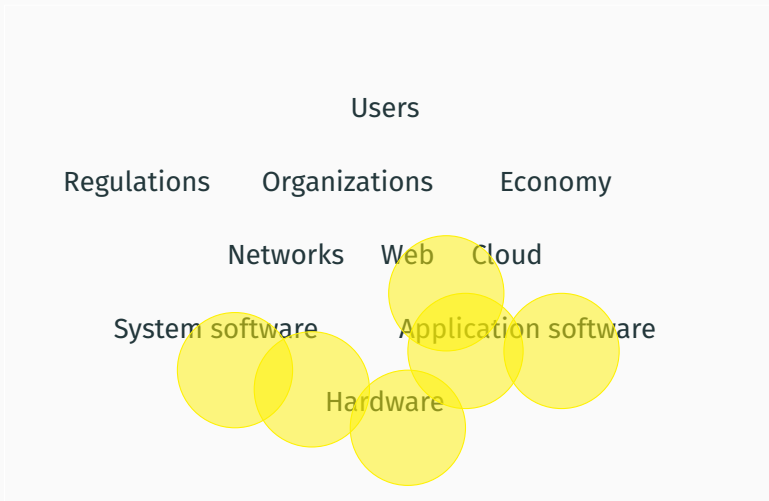 Users
Regulations Organizations Economy
Networks Web Cloud
System software Application software
Hardware